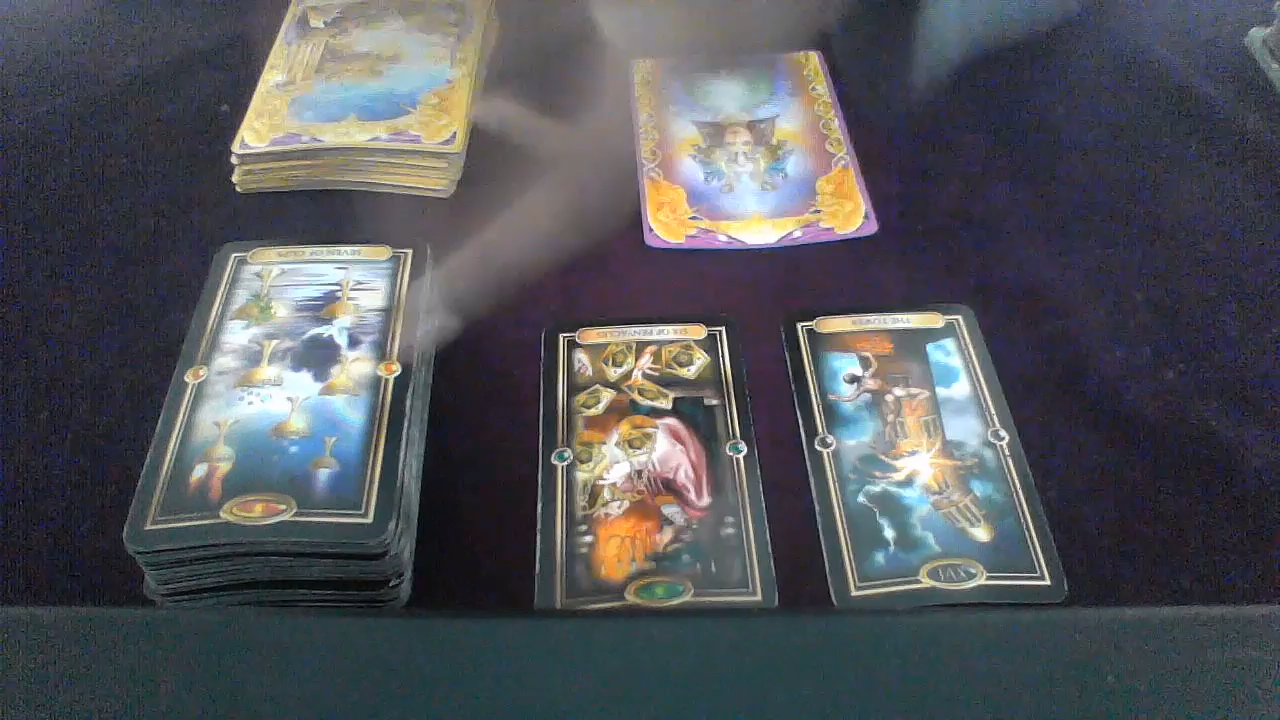 SEVEN OF CUPS
SIX OF PENTACLES
THE TOWER
XVI